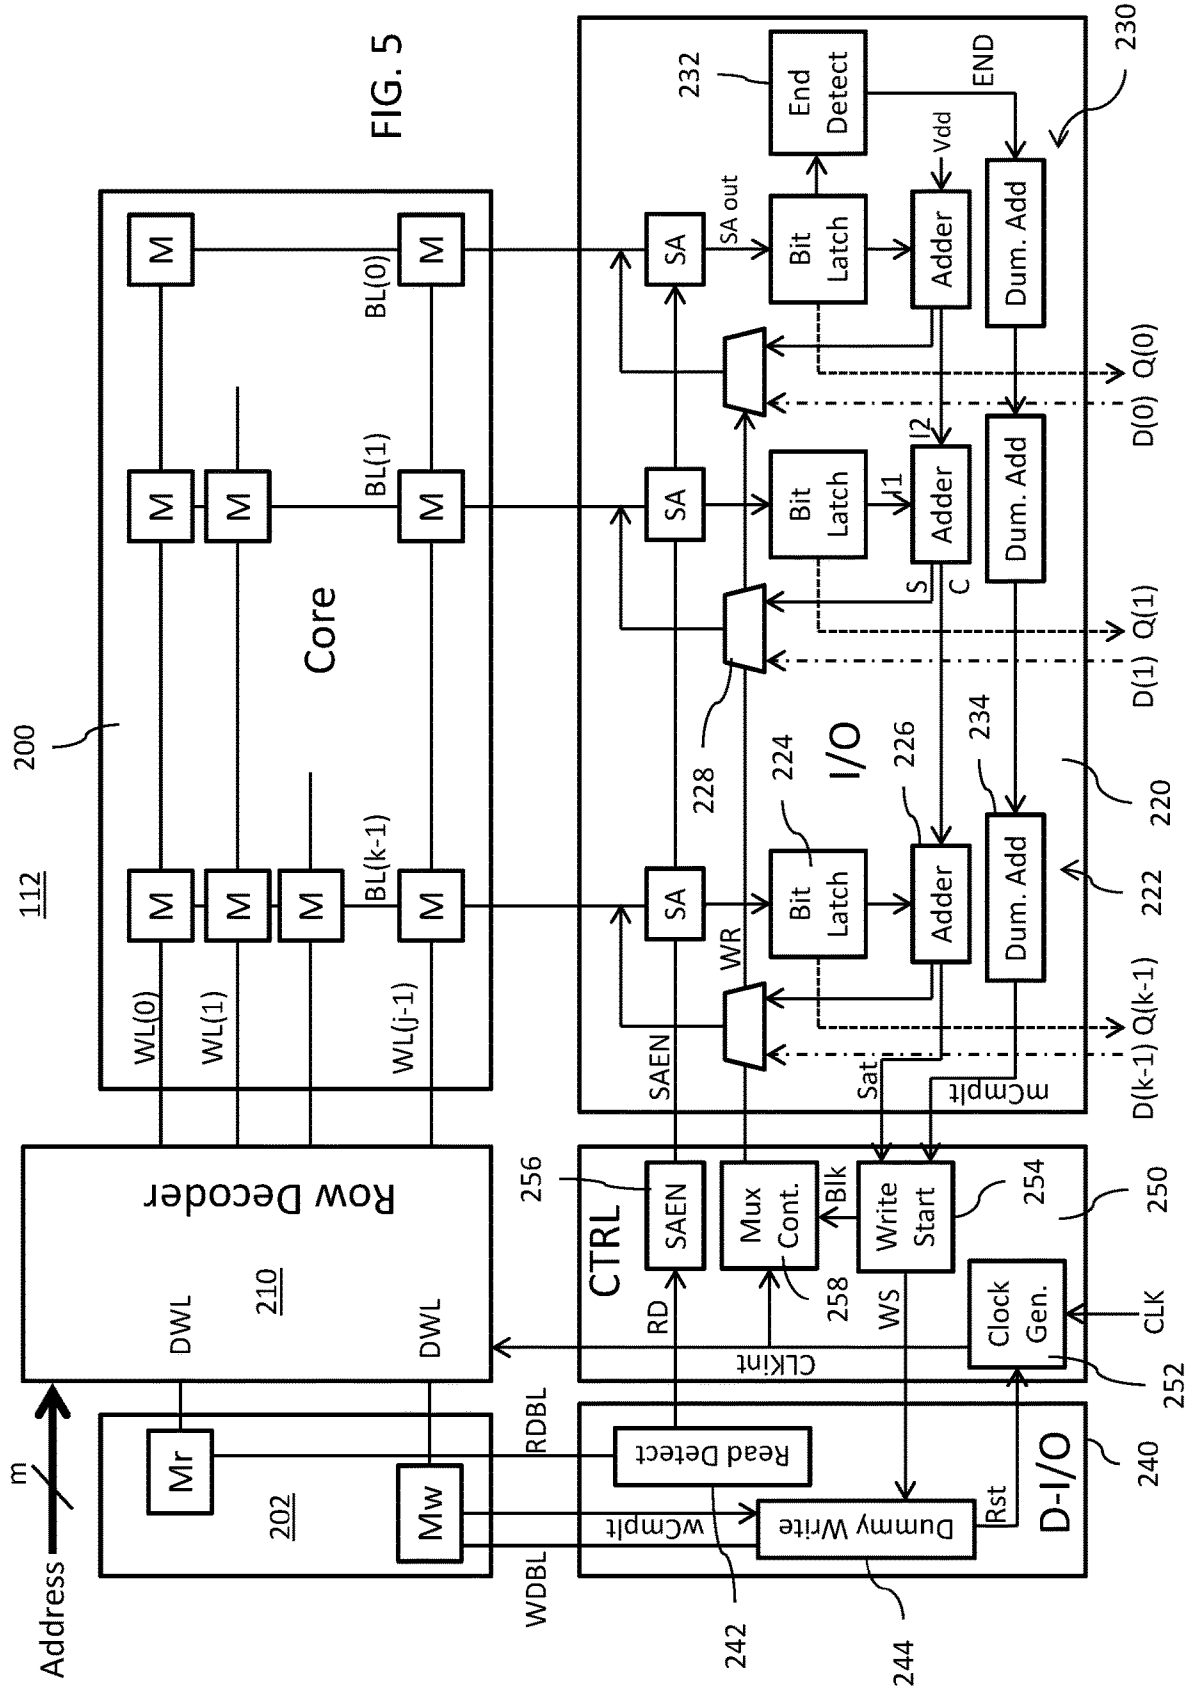 FIG. 5
Address
m
112
200
202
210
Row Decoder
DWL
DWL
Mr
Mw
Core
WL(0)
WL(1)
WL(j-1)
M
M
M
M
M
M
M
M
M
BL(k-1)
BL(1)
BL(0)
WDBL
RDBL
wCmplt
Read Detect
Dummy Write
242
244
D-I/O
240
Rst
CTRL
RD
SAEN
256
Mux
Cont.
258
Blk
Write
Start
254
WS
CLKint
Clock
Gen.
252
CLK
250
SAEN
WR
Sat
mCmplt
SA
SA
SA
SA out
228
Bit
Latch
224
Bit
Latch
Bit
Latch
End
Detect
232
END
I/O
Adder
226
Adder
Adder
Vdd
I1
I2
S
C
Dum. Add
234
Dum. Add
Dum. Add
222
220
230
D(k-1)
Q(k-1)
D(1)
Q(1)
D(0)
Q(0)